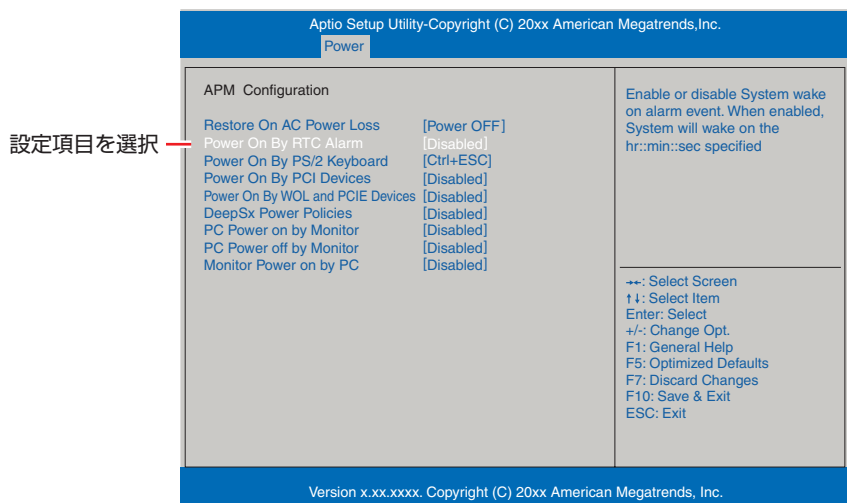 Aptio Setup Utility-Copyright (C) 20xx American Megatrends,Inc.
Power
APM Configuration
Restore On AC Power Loss [Power OFF]
設定項目を選択
Power On By RTC Alarm [Disabled]
Power On By PS/2 Keyboard [Ctrl+ESC]
Power On By PCI Devices [Disabled]
Power On By WOL and PCIE Devices [Disabled]
DeepSx Power Policies [Disabled]
PC Power on by Monitor [Disabled]
PC Power off by Monitor [Disabled]
Monitor Power on by PC [Disabled]
Enable or disable System wake
on alarm event. When enabled,
System will wake on the
hr::min::sec specified
→←: Select Screen
↑↓: Select Item
Enter: Select
+/-: Change Opt.
F1: General Help
F5: Optimized Defaults
F7: Discard Changes
F10: Save & Exit
ESC: Exit
Version x.xx.xxxx. Copyright (C) 20xx American Megatrends, Inc.